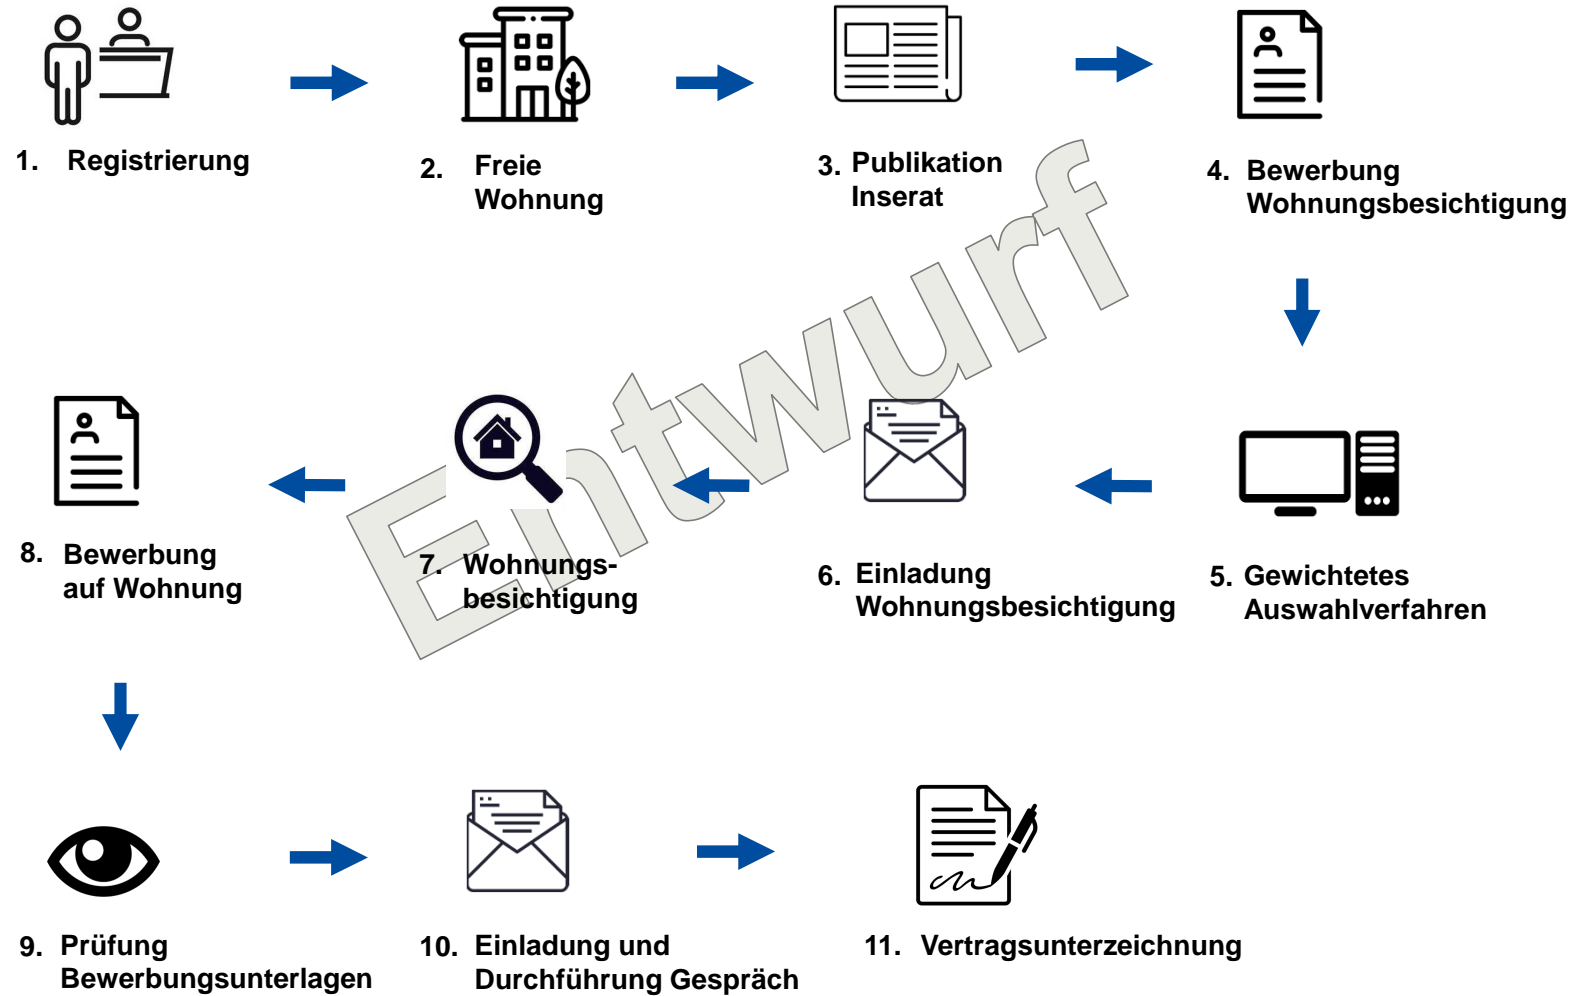 1. Registrierung
2. Freie
Wohnung
3. Publikation
Inserat
4. Bewerbung
Wohnungsbesichtigung
5. Gewichtetes
Auswahlverfahren
6. Einladung
Wohnungsbesichtigung
7. Wohnungs-
besichtigung
8. Bewerbung
auf Wohnung
9. Prüfung
Bewerbungsunterlagen
10. Einladung und
Durchführung Gespräch
11. Vertragsunterzeichnung
Entwurf